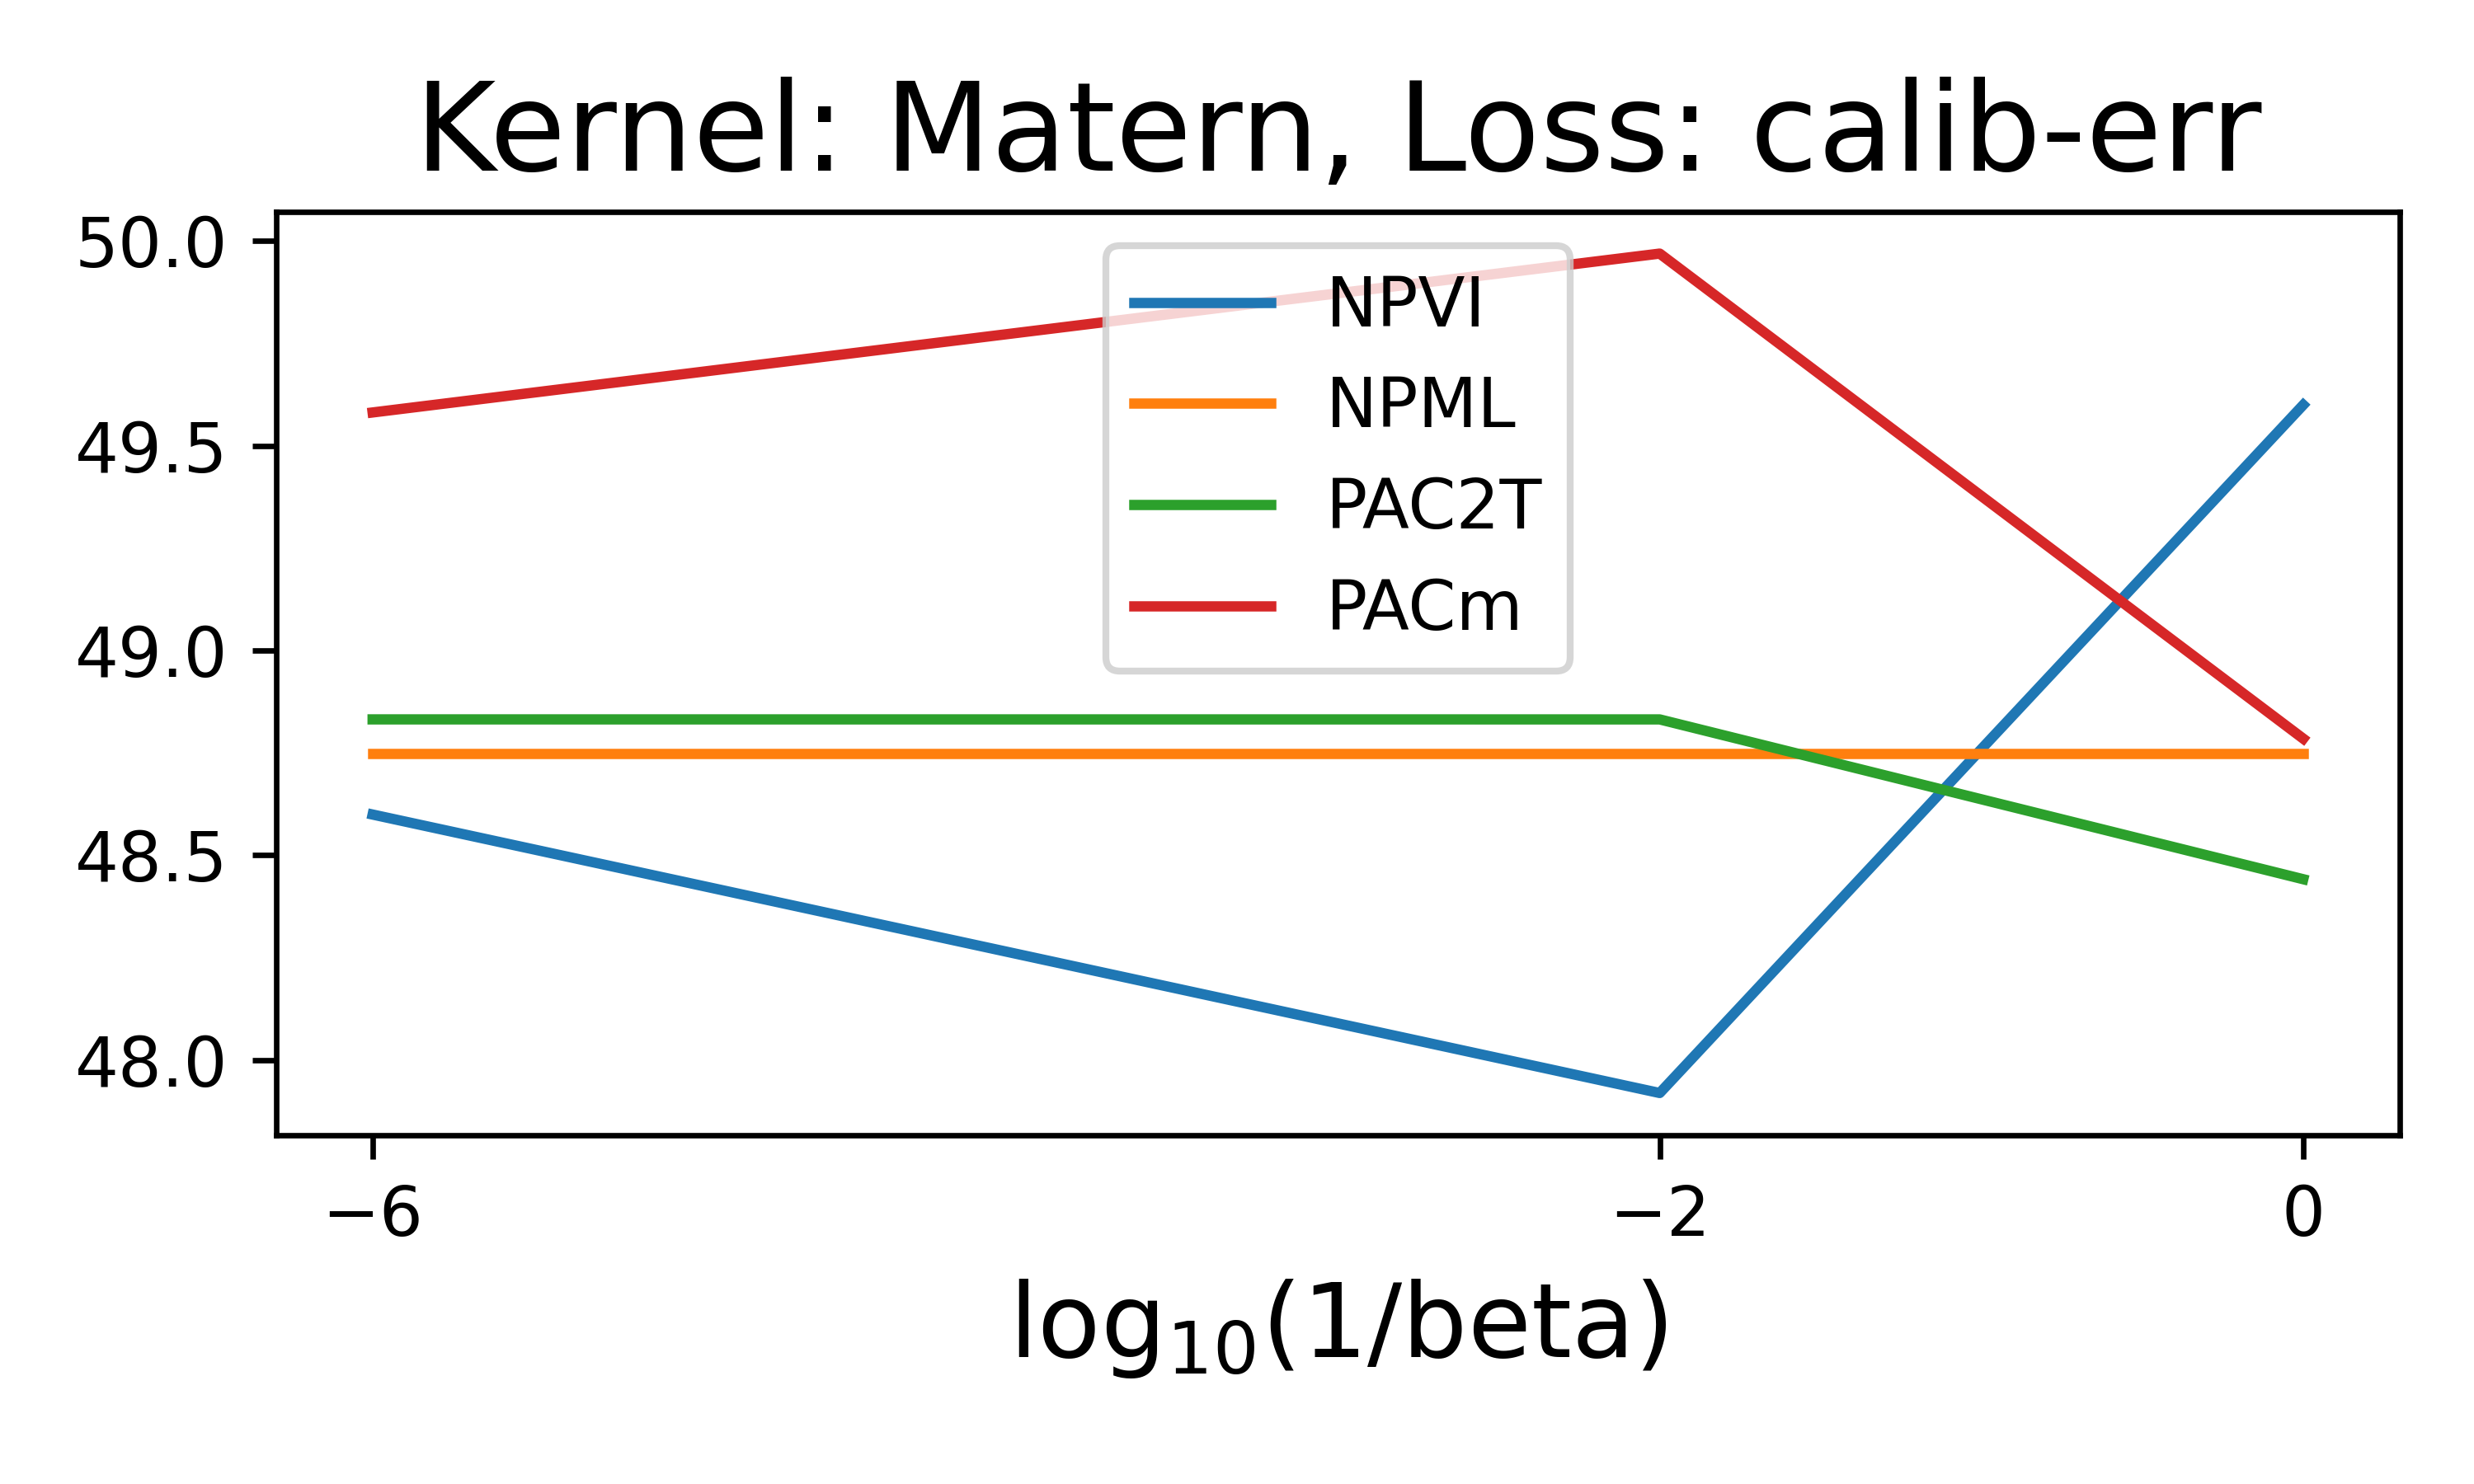 Kernel: Matern, Loss: calib-err
50.0
49.5
49.0
48.5
48.0
NPVI
NPML
PAC2T
PACm
−6
−2
0
log₁₀(1/beta)